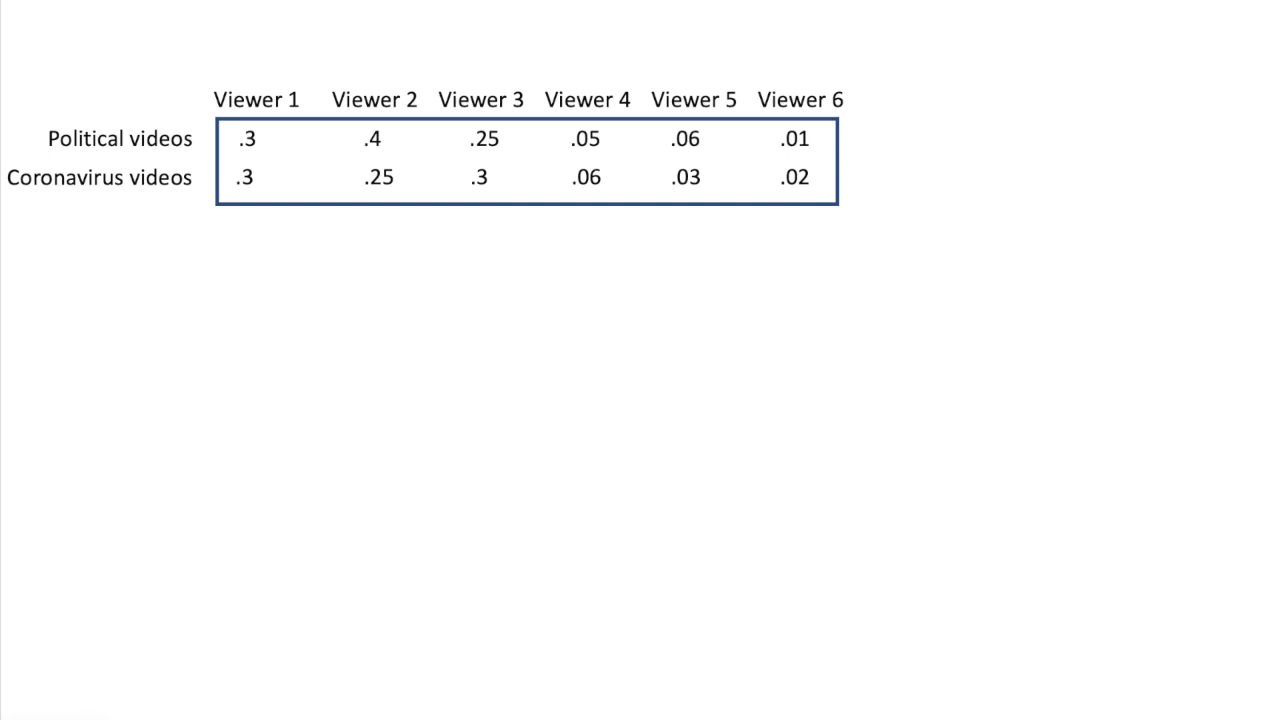 Viewer 1 Viewer 2 Viewer 3 Viewer 4 Viewer 5 Viewer 6
Political videos .3 .4 .25 .05 .06 .01
Coronavirus videos .3 .25 .3 .06 .03 .02